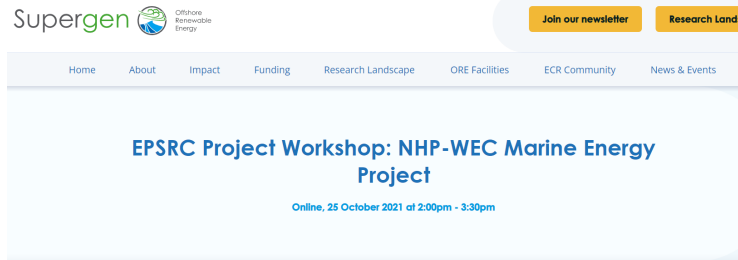 Supergen
Offshore
Renewable
Energy
Join our newsletter
Research Land
Home About Impact Funding Research Landscape ORE Facilities ECR Community News & Events
EPSRC Project Workshop: NHP-WEC Marine Energy
Project
Online, 25 October 2021 at 2:00pm - 3:30pm